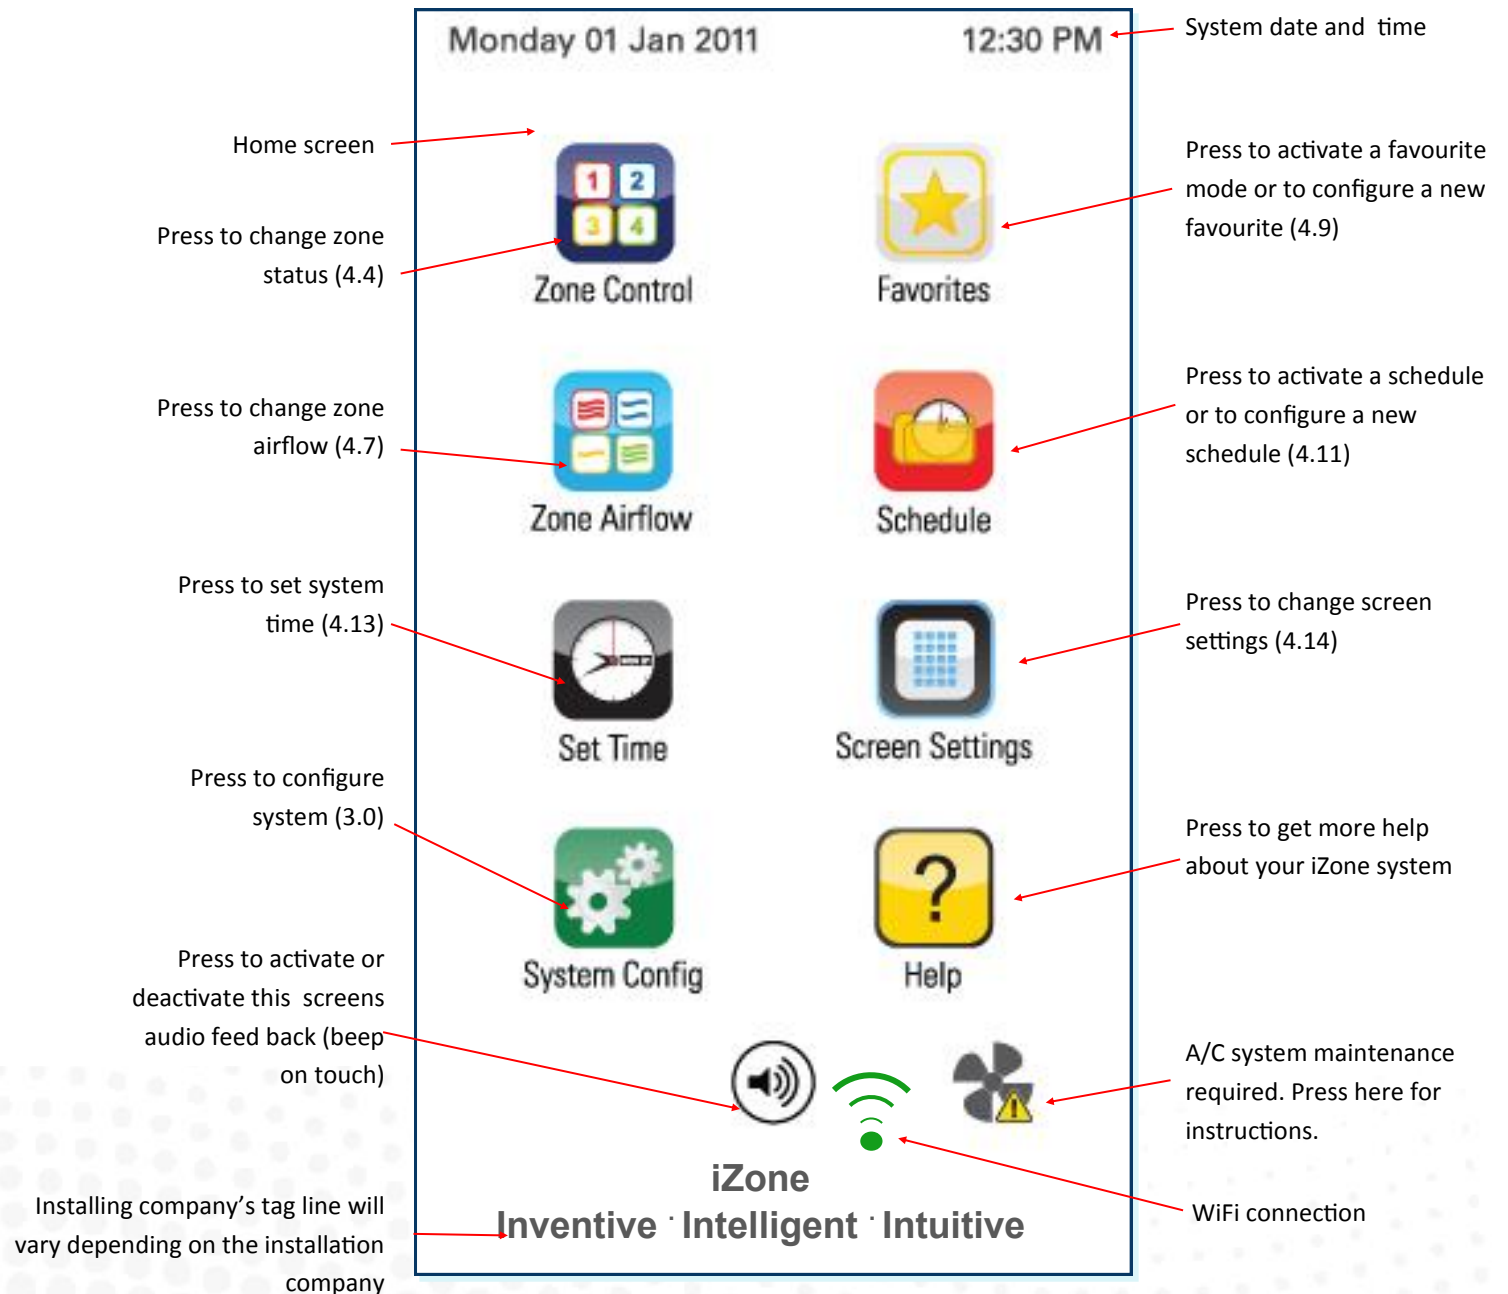 Monday 01 Jan 2011 12:30 PM
System date and time
Home screen
Press to change zone
status (4.4)
1 2
3 4
Zone Control
Favorites
Press to activate a favourite
mode or to configure a new
favourite (4.9)
Press to change zone
airflow (4.7)
Zone Airflow
Schedule
Press to activate a schedule
or to configure a new
schedule (4.11)
Press to set system
time (4.13)
Set Time
Screen Settings
Press to change screen
settings (4.14)
Press to configure
system (3.0)
System Config
?
Help
Press to get more help
about your iZone system
Press to activate or
deactivate this screens
audio feed back (beep
on touch)
A/C system maintenance
required. Press here for
instructions.
WiFi connection
iZone
Inventive · Intelligent · Intuitive
Installing company’s tag line will
vary depending on the installation
company